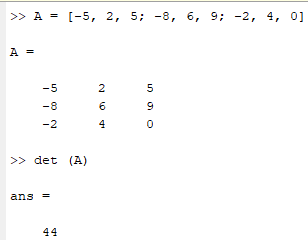 >> A = [-5, 2, 5; -8, 6, 9; -2, 4, 0]
A =
-5 2 5
-8 6 9
-2 4 0
>> det (A)
ans =
44